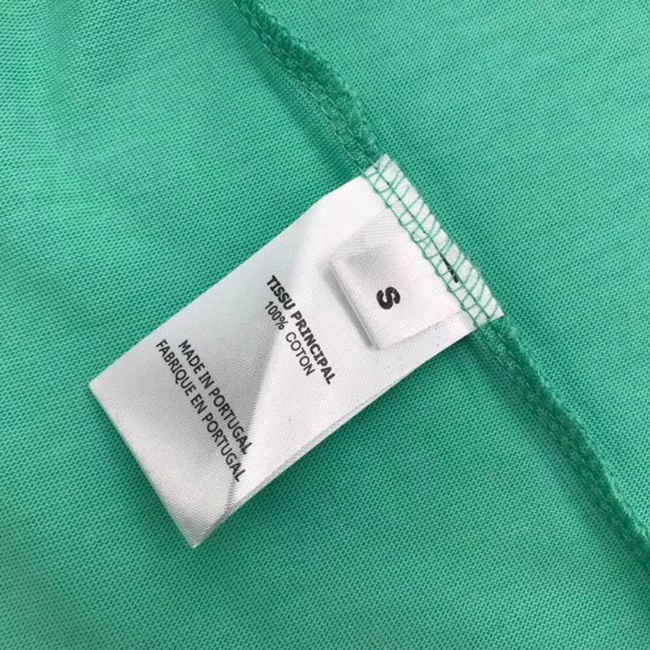 S
TISSU PRINCIPAL
100% COTON
MADE IN PORTUGAL
FABRIQUE EN PORTUGAL